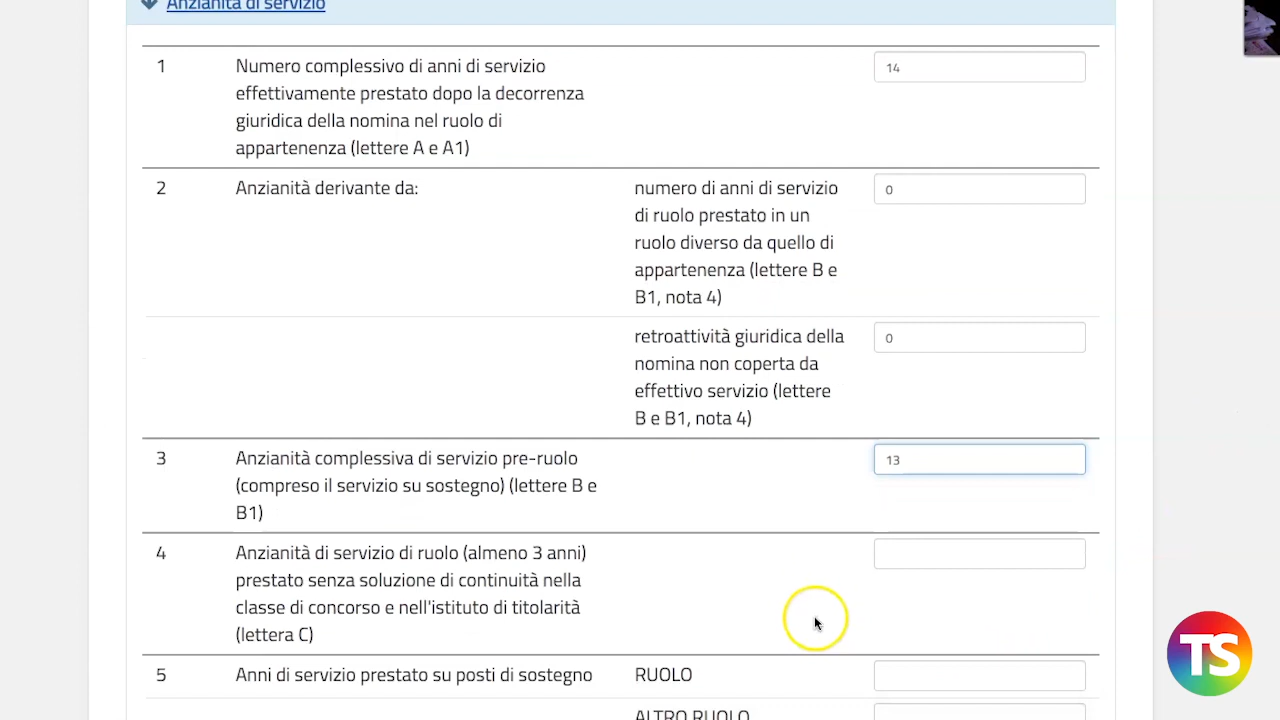 Anzianità di servizio
1
Numero complessivo di anni di servizio
effettivamente prestato dopo la decorrenza
giuridica della nomina nel ruolo di
appartenenza (lettere A e A1)
14
2
Anzianità derivante da:
numero di anni di servizio
di ruolo prestato in un
ruolo diverso da quello di
appartenenza (lettere B e
B1, nota 4)
0
retroattività giuridica della
nomina non coperta da
effettivo servizio (lettere
B e B1, nota 4)
0
3
Anzianità complessiva di servizio pre-ruolo
(compreso il servizio su sostegno) (lettere B e
B1)
13
4
Anzianità di servizio di ruolo (almeno 3 anni)
prestato senza soluzione di continuità nella
classe di concorso e nell'istituto di titolarità
(lettera C)
5
Anni di servizio prestato su posti di sostegno
RUOLO
ALTRO RUOLO
TS